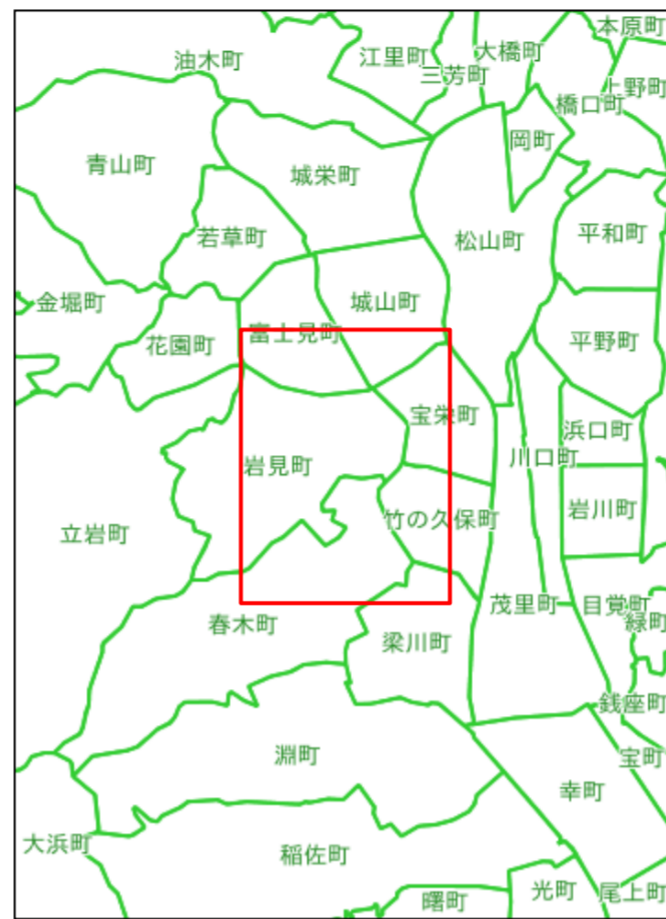 本原町
油木町
江里町
大橋町
三芳町
上野町
橋口町
岡町
青山町
城栄町
若草町
松山町
平和町
金堀町
城山町
花園町
富士見町
平野町
宝栄町
浜口町
岩見町
川口町
岩川町
竹の久保町
立岩町
茂里町
目覚町
春木町
緑町
梁川町
銭座町
淵町
宝町
幸町
大浜町
稲佐町
光町
尾上町
曙町